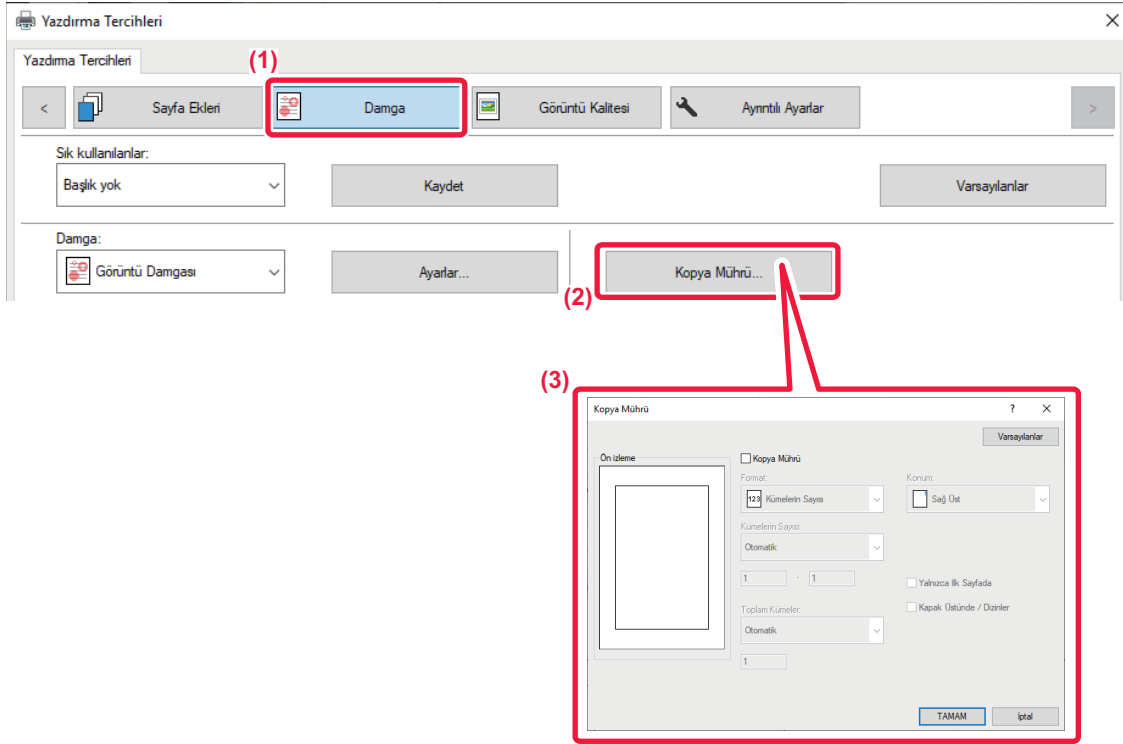 Yazdırma Tercihleri
Yazdırma Tercihleri
(1)
< Sayfa Ekleri Damga Görüntü Kalitesi Ayrıntılı Ayarlar >
Sık kullanılanlar:
Başlık yok Kaydet Varsayılanlar
Damga:
Görüntü Damgası Ayarlar... Kopya Mührü...
(2)
(3)
Kopya Mührü ? X
Varsayılanlar
Ön izleme Kopya Mührü
Format: Konum:
123 Kümelerin Sayısı Sağ Üst
Kümelerin Sayısı:
Otomatik
1 - 1 Yalnızca İlk Sayfada
Toplam Kümeler: Kapak Üstünde / Dizinler
Otomatik
1
TAMAM İptal